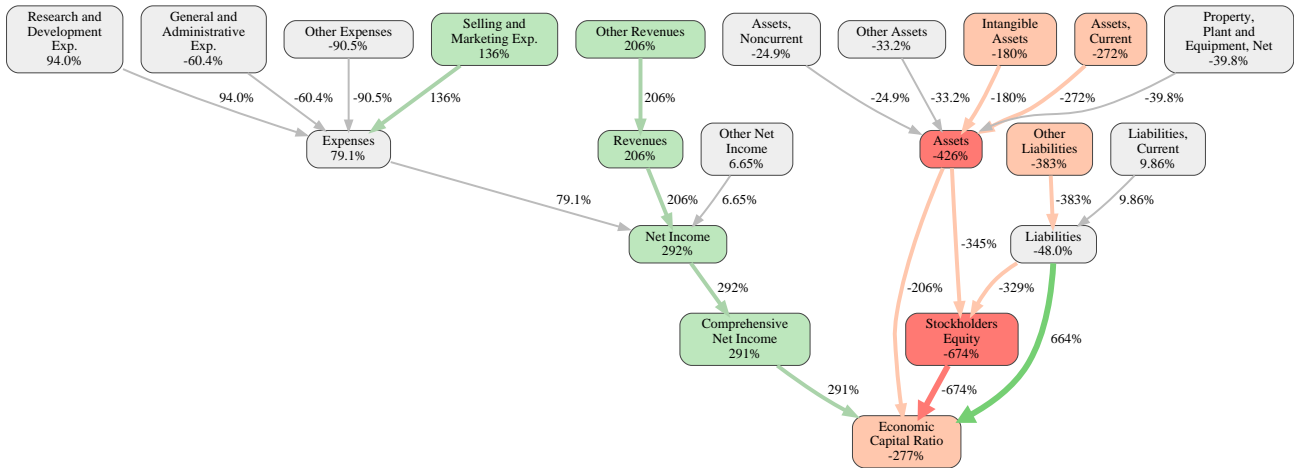 Research and
Development
Exp.
94.0%
General and
Administrative
Exp.
-60.4%
Other Expenses
-90.5%
Selling and
Marketing Exp.
136%
Other Revenues
206%
Assets,
Noncurrent
-24.9%
Other Assets
-33.2%
Intangible
Assets
-180%
Assets,
Current
-272%
Property,
Plant and
Equipment, Net
-39.8%
94.0%
-60.4%
-90.5%
136%
206%
-24.9%
-33.2%
-180%
-272%
-39.8%
Expenses
79.1%
Revenues
206%
Other Net
Income
6.65%
Assets
-426%
Other
Liabilities
-383%
Liabilities,
Current
9.86%
79.1%
206%
6.65%
-383%
9.86%
Net Income
292%
Liabilities
-48.0%
-345%
292%
-206%
-329%
Comprehensive
Net Income
291%
Stockholders
Equity
-674%
664%
291%
-674%
Economic
Capital Ratio
-277%